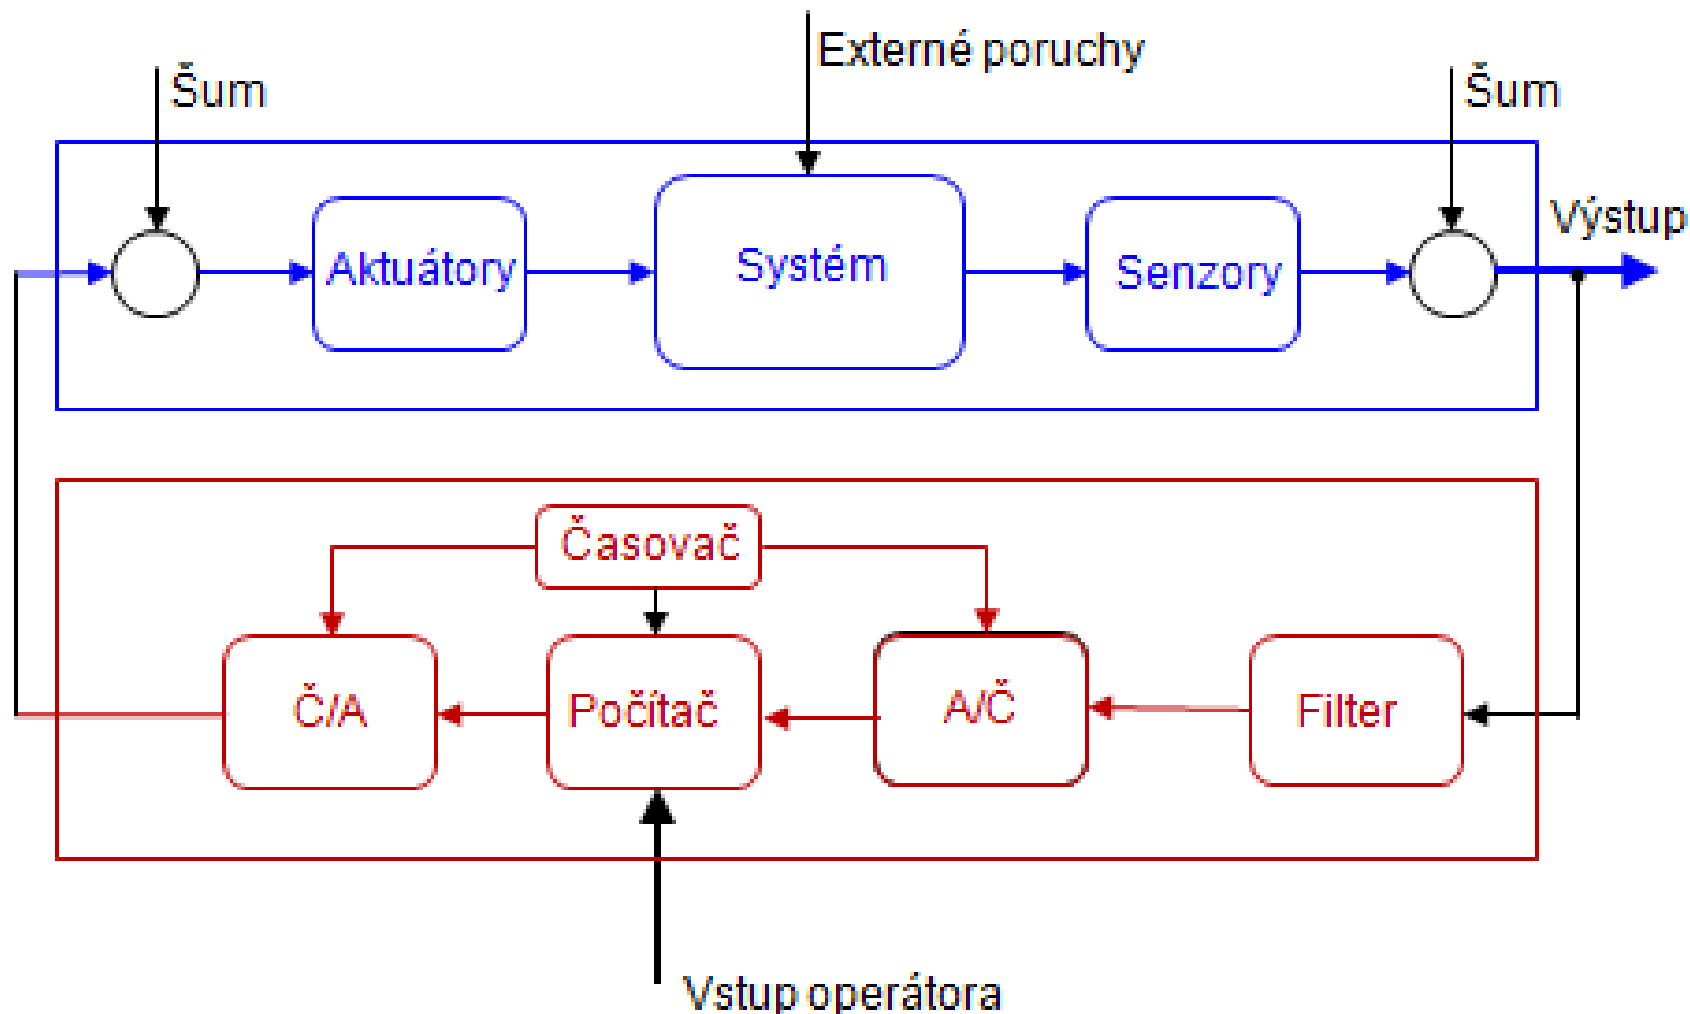 Externé poruchy
Šum
Šum
Výstup
Aktuátory
Systém
Senzory
Časovač
Č/A
Počítač
A/Č
Filter
Vstup operátora